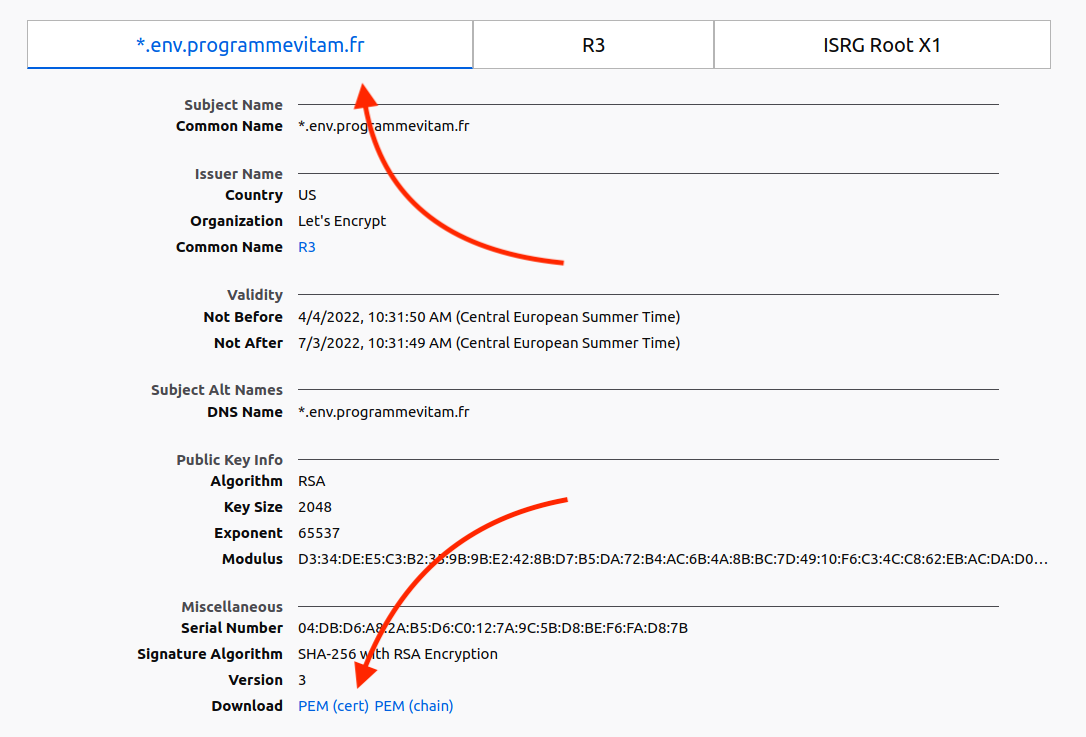 *.env.programmevitam.fr R3 ISRG Root X1
Subject Name
Common Name *.env.programmevitam.fr
Issuer Name
Country US
Organization Let's Encrypt
Common Name R3
Validity
Not Before 4/4/2022, 10:31:50 AM (Central European Summer Time)
Not After 7/3/2022, 10:31:49 AM (Central European Summer Time)
Subject Alt Names
DNS Name *.env.programmevitam.fr
Public Key Info
Algorithm RSA
Key Size 2048
Exponent 65537
Modulus D3:34:DE:E5:C3:B2:35:9B:9B:E2:42:8B:D7:B5:DA:72:B4:AC:6B:4A:8B:BC:7D:49:10:F6:C3:4C:C8:62:EB:AC:DA:D0…
Miscellaneous
Serial Number 04:DB:D6:A8:2A:B5:D6:C0:12:7A:9C:5B:D8:BE:F6:FA:D8:7B
Signature Algorithm SHA-256 with RSA Encryption
Version 3
Download PEM (cert) PEM (chain)